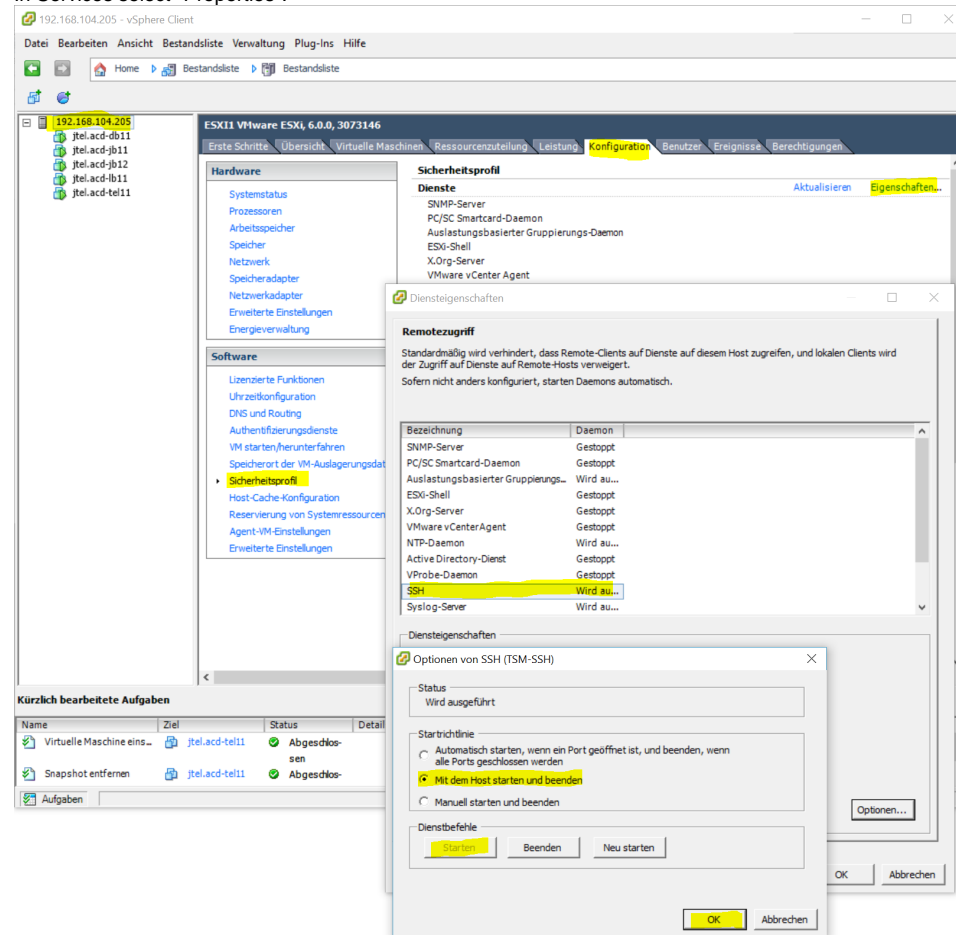 In Services select "Properties":
192.168.104.205 - vSphere Client
Datei Bearbeiten Ansicht Bestandsliste Verwaltung Plug-Ins Hilfe
Home Bestandsliste Bestandsliste
192.168.104.205
jtel.acd-db11
jtel.acd-jb11
jtel.acd-jb12
jtel.acd-lb11
jtel.acd-tel11
ESXI1 VMware ESXi, 6.0.0, 3073146
Erste Schritte Übersicht Virtuelle Maschinen Ressourcenzuteilung Leistung Konfiguration Benutzer Ereignisse Berechtigungen
Hardware
Systemstatus
Prozessoren
Arbeitsspeicher
Speicher
Netzwerk
Speicheradapter
Netzwerkadapter
Erweiterte Einstellungen
Energieverwaltung
Software
Lizenzierte Funktionen
Uhrzeitkonfiguration
DNS und Routing
Authentifizierungsdienste
VM starten/herunterfahren
Speicherort der VM-Auslagerungsdat
Sicherheitsprofil
Host-Cache-Konfiguration
Reservierung von Systemressourcen
Agent-VM-Einstellungen
Erweiterte Einstellungen
Sicherheitsprofil
Dienste Aktualisieren Eigenschaften...
SNMP-Server
PC/SC Smartcard-Daemon
Auslastungsbasierter Gruppierungs-Daemon
ESXi-Shell
X.Org-Server
VMware vCenter Agent
Diensteigenschaften
Remotezugriff
Standardmäßig wird verhindert, dass Remote-Clients auf Dienste auf diesem Host zugreifen, und lokalen Clients wird
der Zugriff auf Dienste auf Remote-Hosts verweigert.
Sofern nicht anders konfiguriert, starten Daemons automatisch.
Bezeichnung Daemon
SNMP-Server Gestoppt
PC/SC Smartcard-Daemon Gestoppt
Auslastungsbasierter Gruppierungs... Wird au...
ESXi-Shell Gestoppt
X.Org-Server Gestoppt
VMware vCenterAgent Gestoppt
NTP-Daemon Wird au...
Active Directory-Dienst Gestoppt
VProbe-Daemon Gestoppt
SSH Wird au...
Syslog-Server Wird au...
Diensteigenschaften
Optionen...
OK Abbrechen
Optionen von SSH (TSM-SSH)
Status
Wird ausgeführt
Startrichtlinie
Automatisch starten, wenn ein Port geöffnet ist, und beenden, wenn
alle Ports geschlossen werden
Mit dem Host starten und beenden
Manuell starten und beenden
Dienstbefehle
Starten Beenden Neu starten
OK Abbrechen
Kürzlich bearbeitete Aufgaben
Name Ziel Status Detail
Virtuelle Maschine eins... jtel.acd-tel11 Abgeschlos-
sen
Snapshot entfernen jtel.acd-tel11 Abgeschlos-
Aufgaben